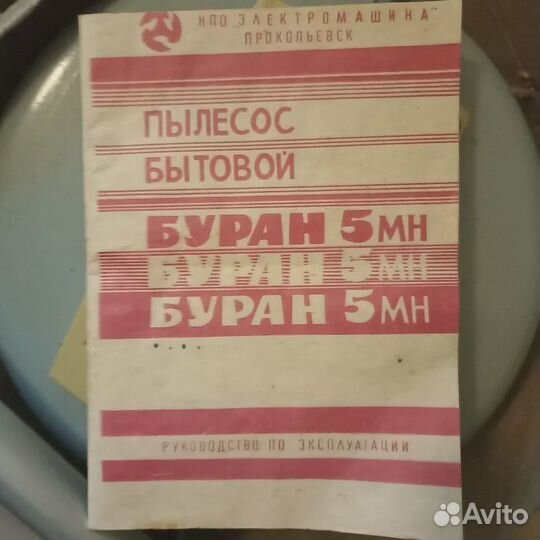 НПО "ЭЛЕКТРОМАШИНА"
ПРОКОПЬЕВСК
ПЫЛЕСОС
БЫТОВОЙ
БУРАН 5МН
БУРАН 5МН
БУРАН 5МН
РУКОВОДСТВО ПО ЭКСПЛУАТАЦИИ
Avito